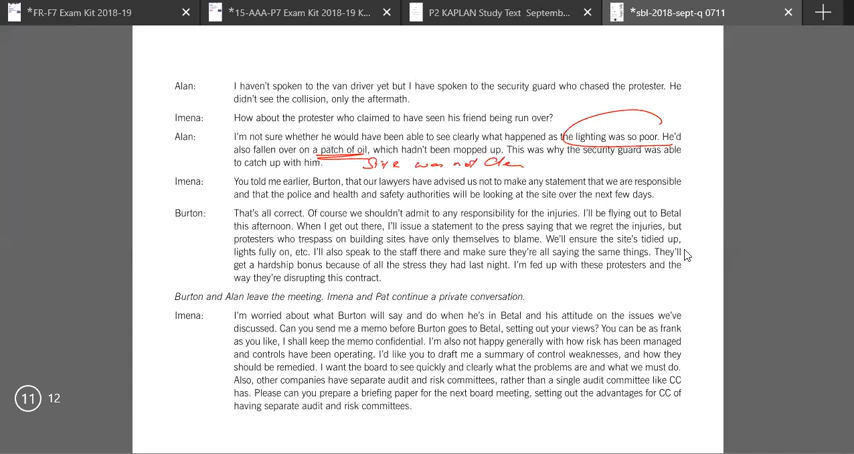 *FR-F7 Exam Kit 2018-19
*15-AAA-P7 Exam Kit 2018-19 K...
P2 KAPLAN Study Text Septemb...
*sbl-2018-sept-q 0711
Alan: I haven't spoken to the van driver yet but I have spoken to the security guard who chased the protester. He
didn't see the collision, only the aftermath.
Imena: How about the protester who claimed to have seen his friend being run over?
Alan: I'm not sure whether he would have been able to see clearly what happened as the lighting was so poor. He'd
also fallen over on a patch of oil, which hadn't been mopped up. This was why the security guard was able
to catch up with him. Site was not
Imena: You told me earlier, Burton, that our lawyers have advised us not to make any statement that we are responsible
and that the police and health and safety authorities will be looking at the site over the next few days.
Burton: That's all correct. Of course we shouldn't admit to any responsibility for the injuries. I'll be flying out to Betal
this afternoon. When I get out there, I'll issue a statement to the press saying that we regret the injuries, but
protesters who trespass on building sites have only themselves to blame. We'll ensure the site's tidied up,
lights fully on, etc. I'll also speak to the staff there and make sure they're all saying the same things. They'll
get a hardship bonus because of all the stress they had last night. I'm fed up with these protesters and the
way they're disrupting this contract.
Burton and Alan leave the meeting. Imena and Pat continue a private conversation.
Imena: I'm worried about what Burton will say and do when he's in Betal and his attitude on the issues we've
discussed. Can you send me a memo before Burton goes to Betal, setting out your views? You can be as frank
as you like, I shall keep the memo confidential. I'm also not happy generally with how risk has been managed
and controls have been operating. I'd like you to draft me a summary of control weaknesses, and how they
should be remedied. I want the board to see quickly and clearly what the problems are and what we must do.
Also, other companies have separate audit and risk committees, rather than a single audit committee like CC
has. Please can you prepare a briefing paper for the next board meeting, setting out the advantages for CC of
having separate audit and risk committees.
11 12